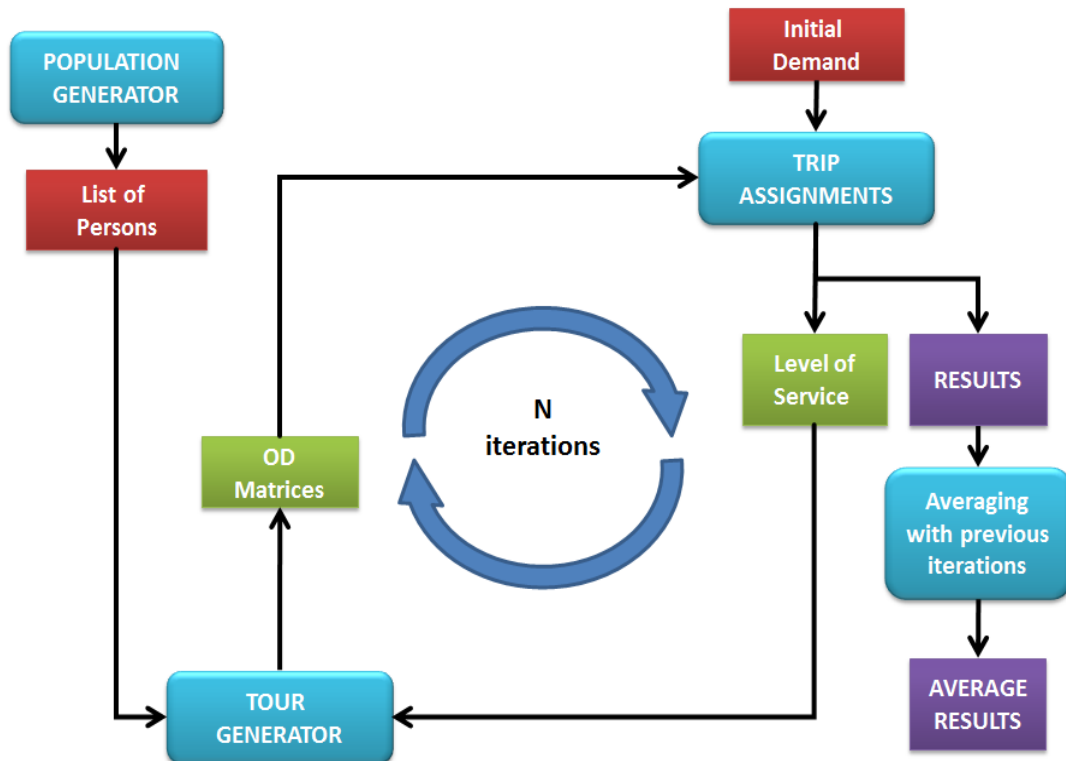 POPULATION
GENERATOR
Initial
Demand
List of
Persons
TRIP
ASSIGNMENTS
Level of
Service
RESULTS
N
iterations
OD
Matrices
Averaging
with previous
iterations
TOUR
GENERATOR
AVERAGE
RESULTS